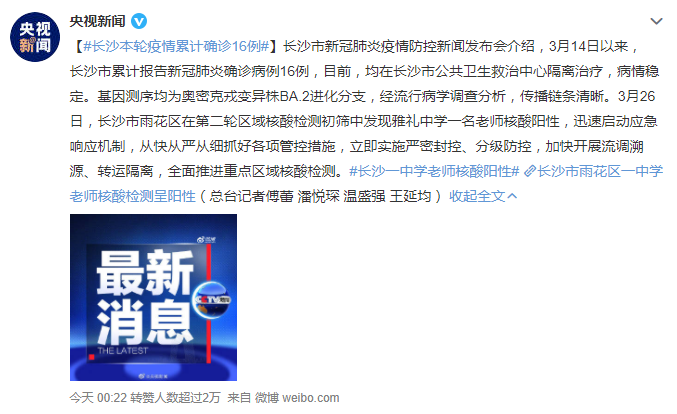 央视新闻
央视
新闻
【#长沙本轮疫情累计确诊16例#】长沙市新冠肺炎疫情防控新闻发布会介绍，3月14日以来，
长沙市累计报告新冠肺炎确诊病例16例，目前，均在长沙市公共卫生救治中心隔离治疗，病情稳
定。基因测序均为奥密克戎变异株BA.2进化分支，经流行病学调查分析，传播链条清晰。3月26
日，长沙市雨花区在第二轮区域核酸检测初筛中发现雅礼中学一名老师核酸阳性，迅速启动应急
响应机制，从快从严从细抓好各项管控措施，立即实施严密封控、分级防控，加快开展流调溯
源、转运隔离，全面推进重点区域核酸检测。#长沙一中学老师核酸阳性# 长沙市雨花区一中学
老师核酸检测呈阳性（总台记者傅蕾 潘悦琛 温盛强 王延均） 收起全文
最新
消息
CCTV
THE LATEST
今天 00:22 转赞人数超过2万 来自 微博 weibo.com